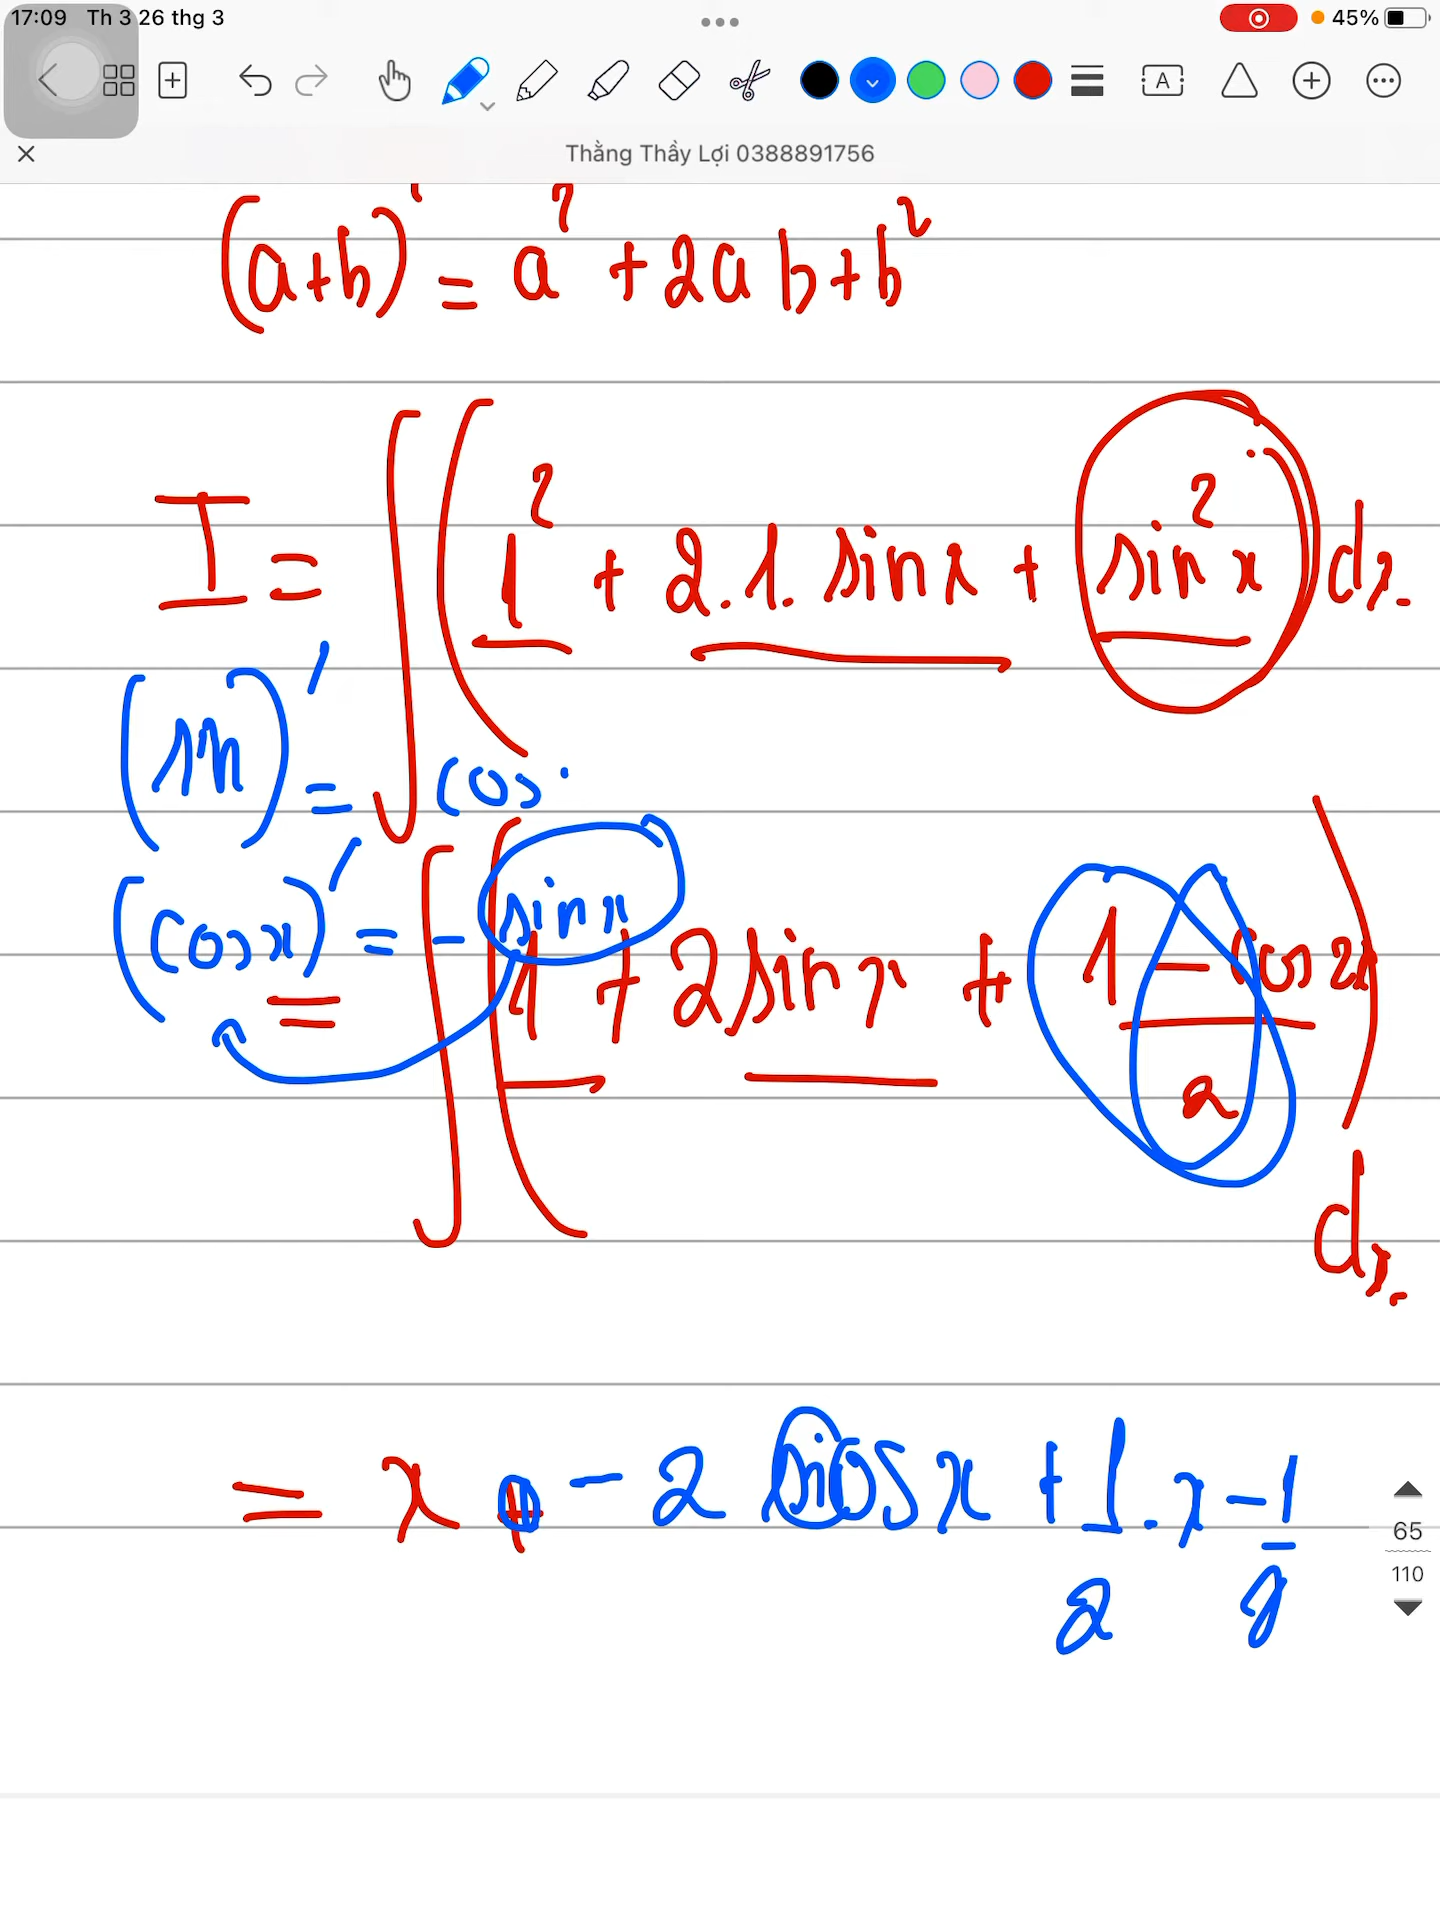 17:09 Th 3 26 thg 3 45%
A
Thằng Thầy Lợi 0388891756
(a+b)² = a² + 2ab+b²
I = ∫(1² + 2.1.sinx + sin²x)dx.
(sin)' = cos
(cosx)' = - sinx
= ∫(1 + 2sinx + (1 - cos2x)/2) dx.
= x - 2 cosx + 1/2 . x - 1/2
65
110